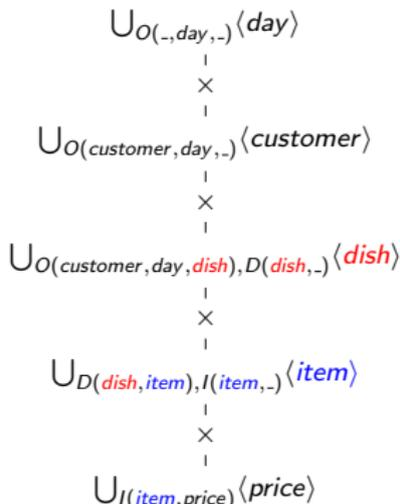 ⋃O(_,day,_)⟨day⟩
×
⋃O(customer,day,_)⟨customer⟩
×
⋃O(customer,day,dish),D(dish,_)⟨dish⟩
×
⋃D(dish,item),I(item,_)⟨item⟩
×
⋃I(item,price)⟨price⟩